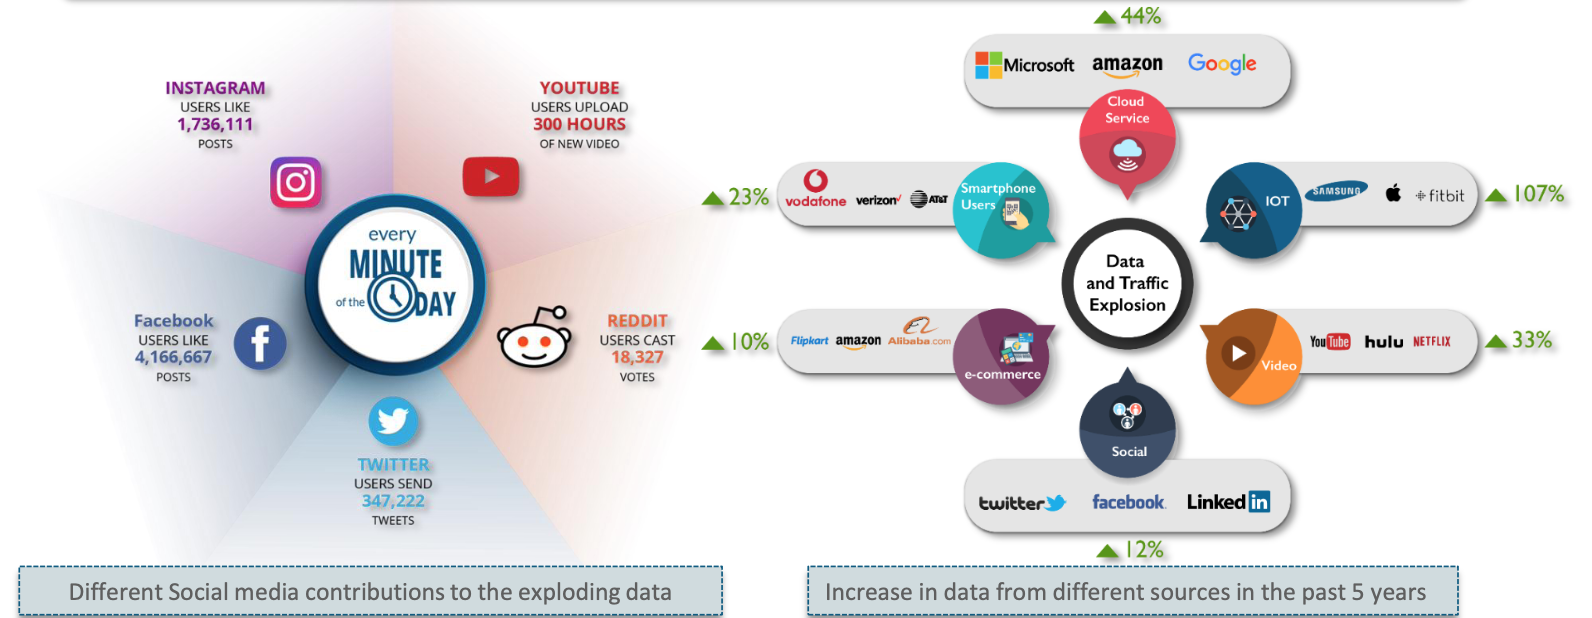 INSTAGRAM
USERS LIKE
1,736,111
POSTS
YOUTUBE
USERS UPLOAD
300 HOURS
OF NEW VIDEO
every
MINUTE
of the DAY
Facebook
USERS LIKE
4,166,667
POSTS
REDDIT
USERS CAST
18,327
VOTES
TWITTER
USERS SEND
347,222
TWEETS
Different Social media contributions to the exploding data
44%
Microsoft amazon Google
Cloud
Service
23%
vodafone verizon AT&T
Smartphone
Users
IOT
SAMSUNG fitbit
107%
Data
and Traffic
Explosion
10%
Flipkart amazon Alibaba.com
e-commerce
Video
YouTube hulu NETFLIX
33%
Social
twitter facebook. Linked in
12%
Increase in data from different sources in the past 5 years